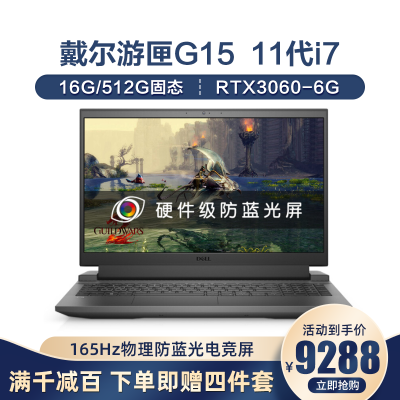 戴尔游匣G15 11代i7
16G/512G固态 RTX3060-6G
硬件级防蓝光屏
GUILDWARS 2
DELL
165Hz物理防蓝光电竞屏
活动到手价
¥9288
满千减百 下单即赠四件套
立即抢购